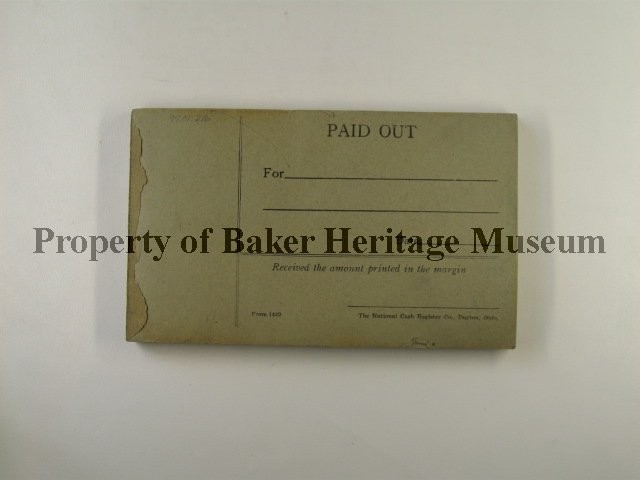 PAID OUT
For
Property of Baker Heritage Museum
Received the amount printed in the margin
Form 1440
The National Cash Register Co., Dayton, Ohio.